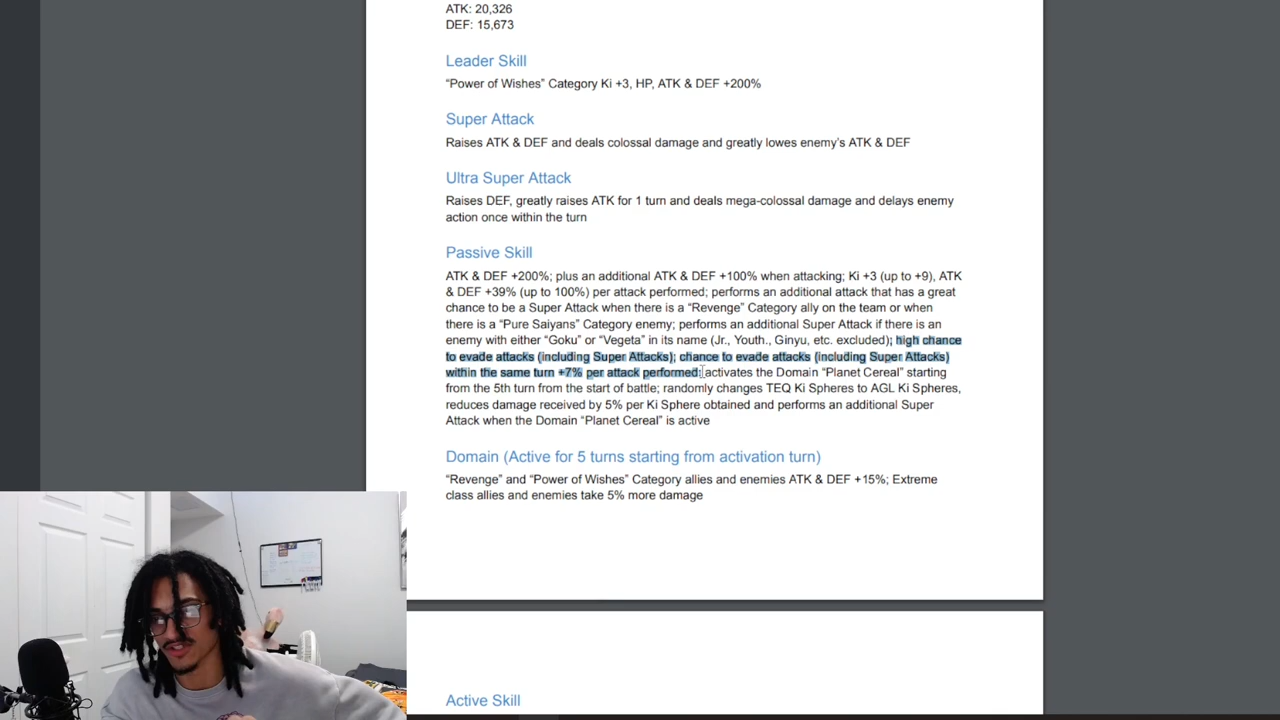 ATK: 20,326
DEF: 15,673
Leader Skill
“Power of Wishes” Category Ki +3, HP, ATK & DEF +200%
Super Attack
Raises ATK & DEF and deals colossal damage and greatly lowes enemy’s ATK & DEF
Ultra Super Attack
Raises DEF, greatly raises ATK for 1 turn and deals mega-colossal damage and delays enemy
action once within the turn
Passive Skill
ATK & DEF +200%; plus an additional ATK & DEF +100% when attacking; Ki +3 (up to +9), ATK
& DEF +39% (up to 100%) per attack performed; performs an additional attack that has a great
chance to be a Super Attack when there is a “Revenge” Category ally on the team or when
there is a “Pure Saiyans” Category enemy; performs an additional Super Attack if there is an
enemy with either “Goku” or “Vegeta” in its name (Jr., Youth., Ginyu, etc. excluded); high chance
to evade attacks (including Super Attacks); chance to evade attacks (including Super Attacks)
within the same turn +7% per attack performed; activates the Domain “Planet Cereal” starting
from the 5th turn from the start of battle; randomly changes TEQ Ki Spheres to AGL Ki Spheres,
reduces damage received by 5% per Ki Sphere obtained and performs an additional Super
Attack when the Domain “Planet Cereal” is active
Domain (Active for 5 turns starting from activation turn)
“Revenge” and “Power of Wishes” Category allies and enemies ATK & DEF +15%; Extreme
class allies and enemies take 5% more damage
Active Skill